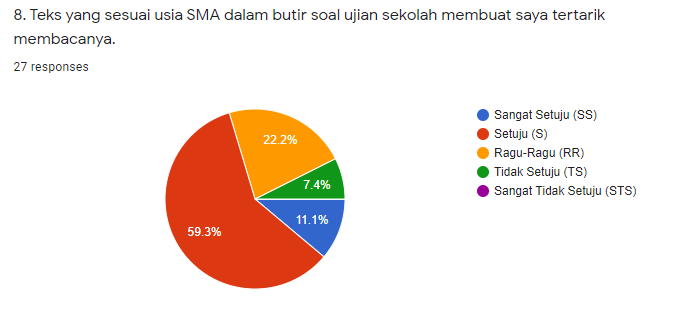 8. Teks yang sesuai usia SMA dalam butir soal ujian sekolah membuat saya tertarik
membacanya.
27 responses
Sangat Setuju (SS)
Setuju (S)
Ragu-Ragu (RR)
Tidak Setuju (TS)
Sangat Tidak Setuju (STS)
22.2%
7.4%
11.1%
59.3%